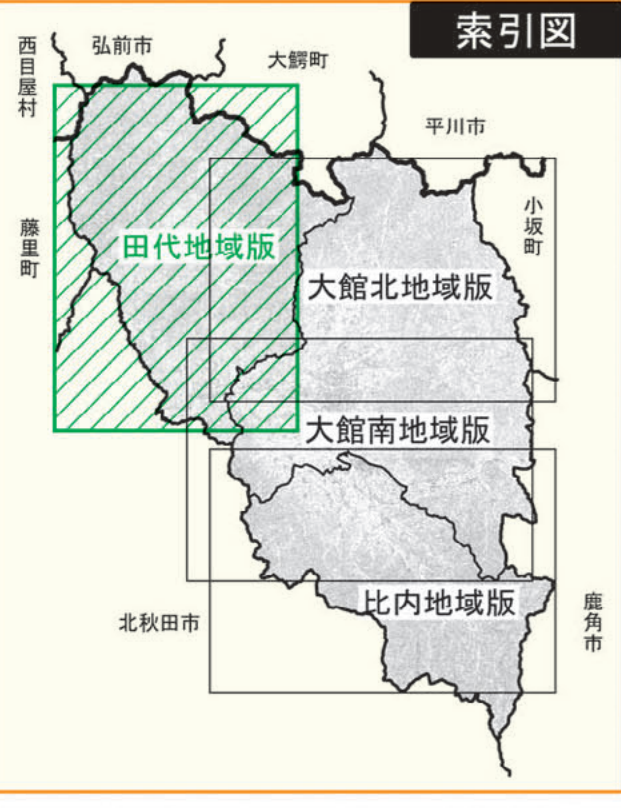 索引図
西目屋村
弘前市
大鰐町
平川市
小坂町
藤里町
田代地域版
大館北地域版
大館南地域版
比内地域版
北秋田市
鹿角市